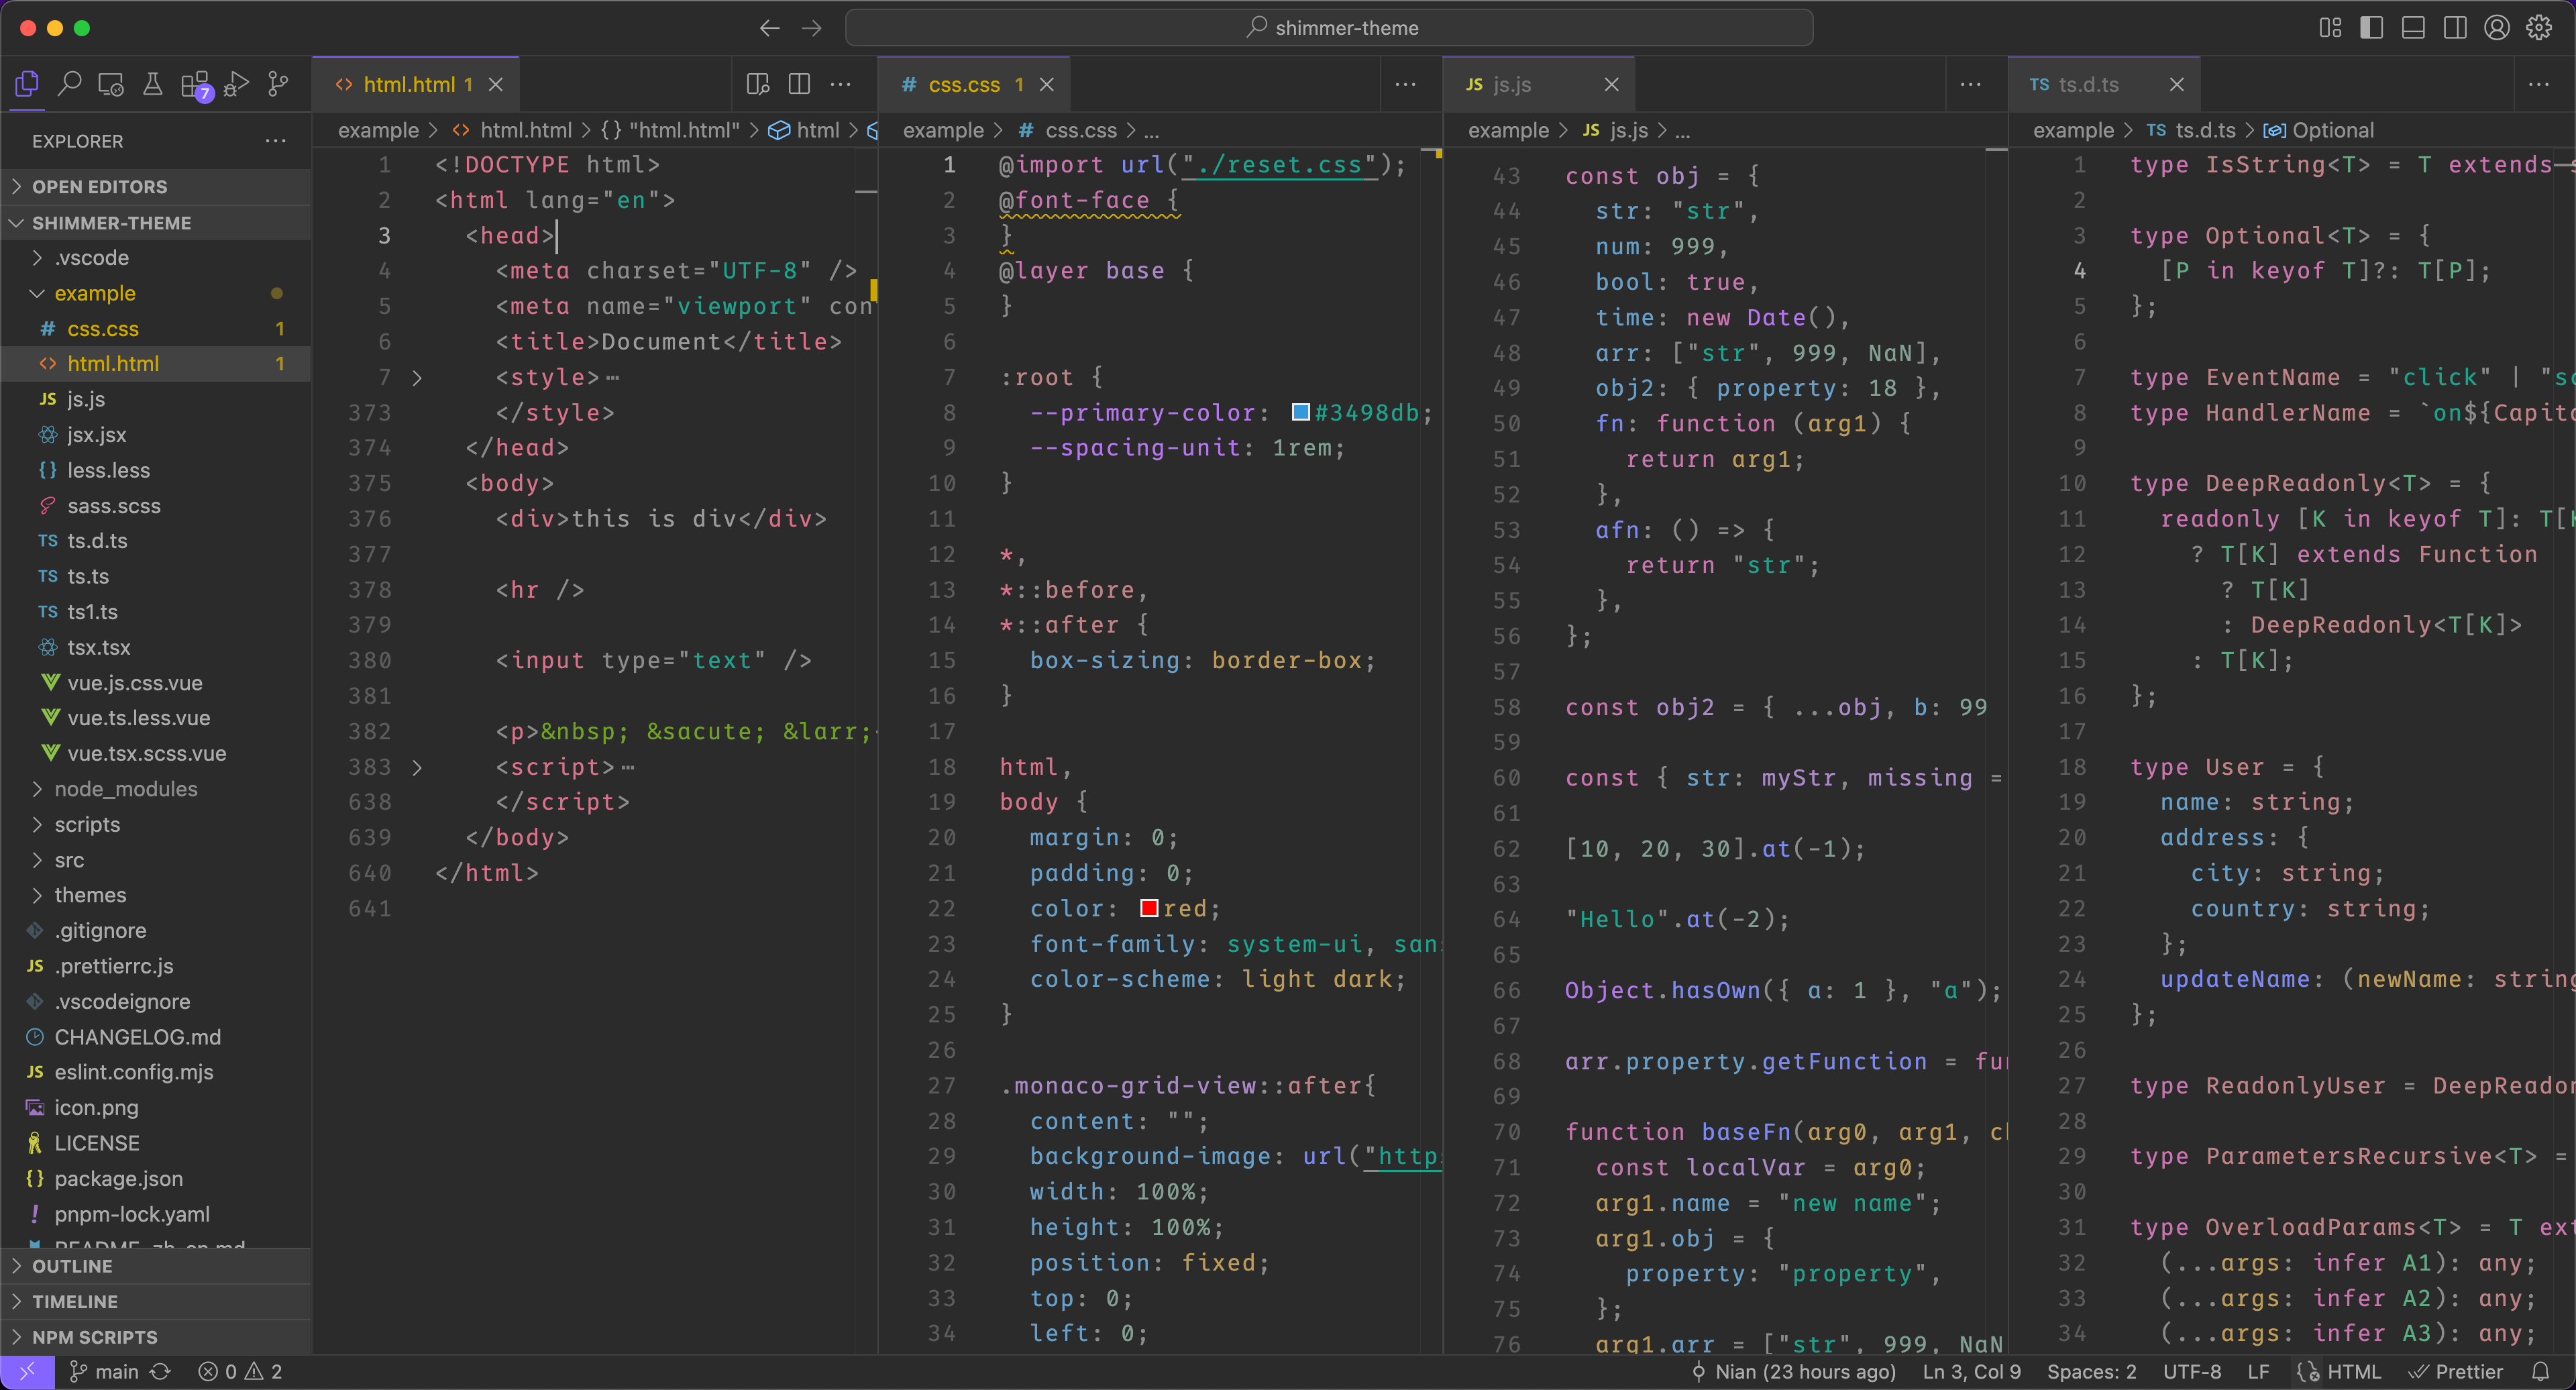 shimmer-theme
7
html.html 1
# css.css 1
JS js.js
TS ts.d.ts
EXPLORER
OPEN EDITORS
SHIMMER-THEME
.vscode
example
# css.css 1
<> html.html 1
JS js.js
jsx.jsx
{} less.less
sass.scss
TS ts.d.ts
TS ts.ts
TS ts1.ts
tsx.tsx
vue.js.css.vue
vue.ts.less.vue
vue.tsx.scss.vue
node_modules
scripts
src
themes
.gitignore
JS .prettierrc.js
.vscodeignore
CHANGELOG.md
JS eslint.config.mjs
icon.png
LICENSE
{} package.json
! pnpm-lock.yaml
OUTLINE
TIMELINE
NPM SCRIPTS
example > <> html.html > {} "html.html" > html >
1 <!DOCTYPE html>
2 <html lang="en">
3 <head>
4 <meta charset="UTF-8" />
5 <meta name="viewport" con
6 <title>Document</title>
7 <style>…
373 </style>
374 </head>
375 <body>
376 <div>this is div</div>
377
378 <hr />
379
380 <input type="text" />
381
382 <p>&nbsp; &sacute; &larr;
383 <script>…
638 </script>
639 </body>
640 </html>
641
example > # css.css > ...
1 @import url("./reset.css");
2 @font-face {
3 }
4 @layer base {
5 }
6
7 :root {
8 --primary-color: #3498db;
9 --spacing-unit: 1rem;
10 }
11
12 *,
13 *::before,
14 *::after {
15 box-sizing: border-box;
16 }
17
18 html,
19 body {
20 margin: 0;
21 padding: 0;
22 color: red;
23 font-family: system-ui, sans
24 color-scheme: light dark;
25 }
26
27 .monaco-grid-view::after{
28 content: "";
29 background-image: url("https
30 width: 100%;
31 height: 100%;
32 position: fixed;
33 top: 0;
34 left: 0;
example > JS js.js > ...
43 const obj = {
44 str: "str",
45 num: 999,
46 bool: true,
47 time: new Date(),
48 arr: ["str", 999, NaN],
49 obj2: { property: 18 },
50 fn: function (arg1) {
51 return arg1;
52 },
53 afn: () => {
54 return "str";
55 },
56 };
57
58 const obj2 = { ...obj, b: 99
59
60 const { str: myStr, missing =
61
62 [10, 20, 30].at(-1);
63
64 "Hello".at(-2);
65
66 Object.hasOwn({ a: 1 }, "a");
67
68 arr.property.getFunction = fu
69
70 function baseFn(arg0, arg1, c
71 const localVar = arg0;
72 arg1.name = "new name";
73 arg1.obj = {
74 property: "property",
75 };
76 arg1.arr = ["str", 999, NaN
example > TS ts.d.ts > Optional
1 type IsString<T> = T extends
2
3 type Optional<T> = {
4 [P in keyof T]?: T[P];
5 };
6
7 type EventName = "click" | "sc
8 type HandlerName = `on${Capit
9
10 type DeepReadonly<T> = {
11 readonly [K in keyof T]: T[K
12 ? T[K] extends Function
13 ? T[K]
14 : DeepReadonly<T[K]>
15 : T[K];
16 };
17
18 type User = {
19 name: string;
20 address: {
21 city: string;
22 country: string;
23 };
24 updateName: (newName: string
25 };
26
27 type ReadonlyUser = DeepReadon
28
29 type ParametersRecursive<T> =
30
31 type OverloadParams<T> = T ext
32 (...args: infer A1): any;
33 (...args: infer A2): any;
34 (...args: infer A3): any;
main 0 2
Nian (23 hours ago) Ln 3, Col 9 Spaces: 2 UTF-8 LF HTML Prettier